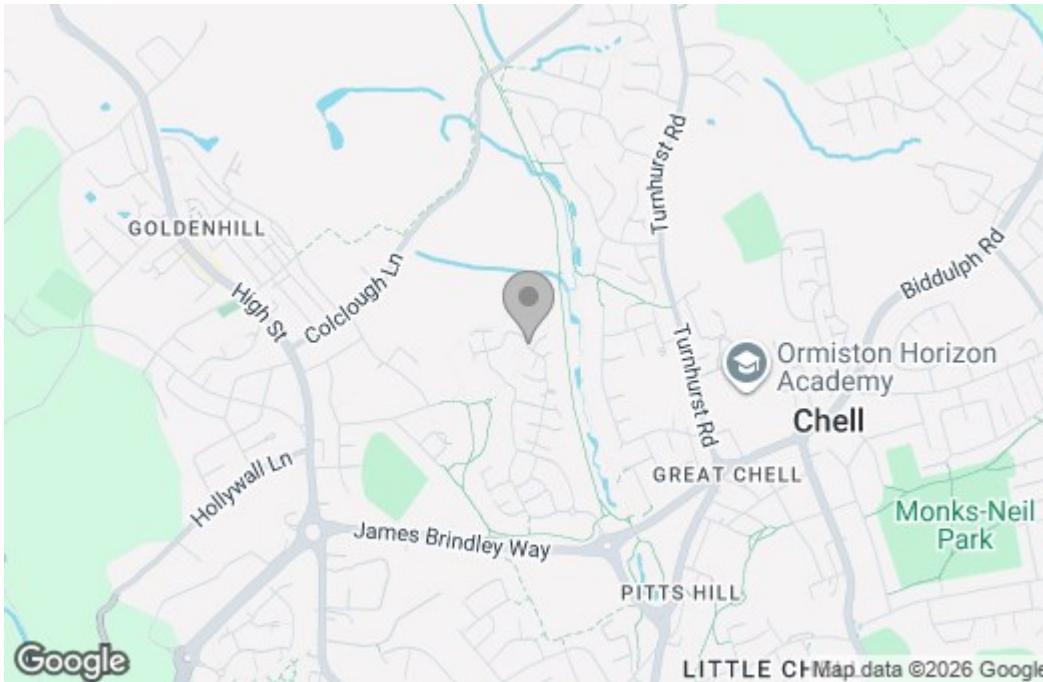 Turnhurst Rd
GOLDENHILL
Colclough Ln
High St
Biddulph Rd
Turnhurst Rd
Ormiston Horizon
Academy
Chell
GREAT CHELL
Hollywall Ln
Monks-Neil
Park
James Brindley Way
PITTS HILL
Google
LITTLE
Map data ©2026 Google